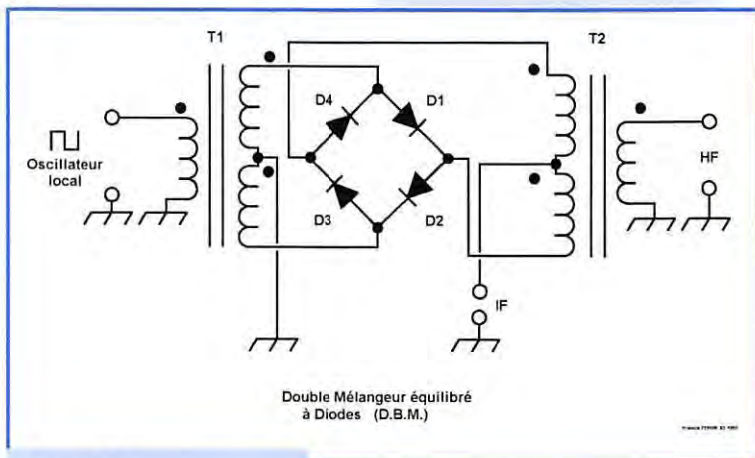 T1
T2
D4
D1
Oscillateur
local
HF
D3
D2
IF
Double Mélangeur équilibré
à Diodes (D.B.M.)